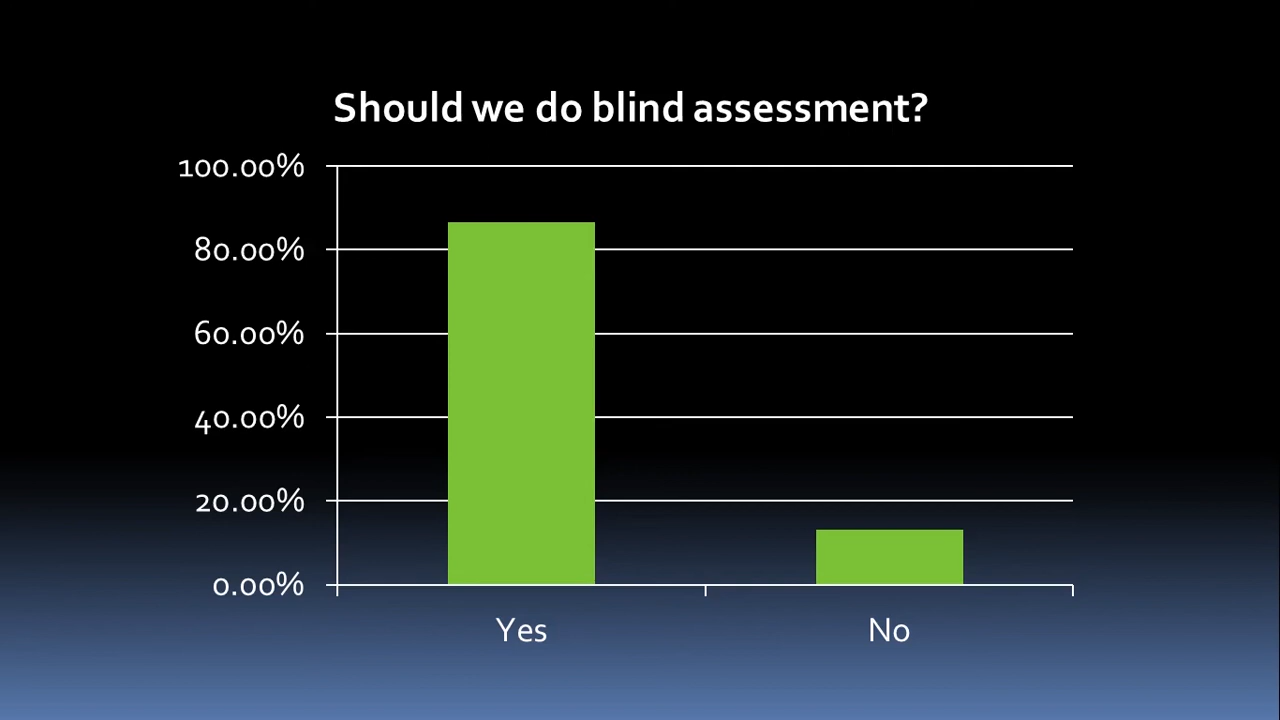 Should we do blind assessment?
100.00%
80.00%
60.00%
40.00%
20.00%
0.00%
Yes
No